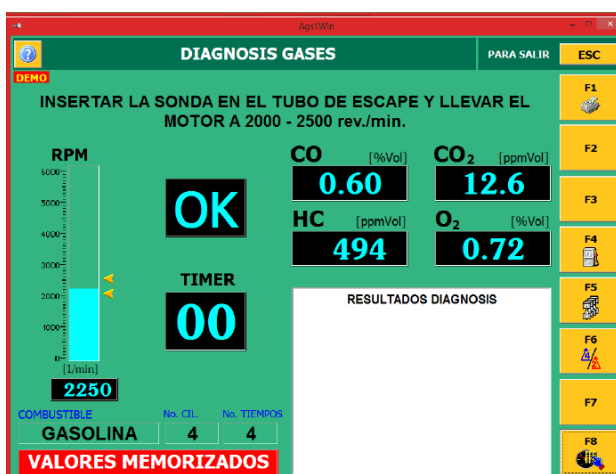 Ags1Win
DIAGNOSIS GASES
PARA SALIR
ESC
DEMO
INSERTAR LA SONDA EN EL TUBO DE ESCAPE Y LLEVAR EL
MOTOR A 2000 - 2500 rev./min.
F1
F2
F3
F4
F5
F6
F7
F8
RPM
6000
5000
4000
3000
2000
1000
0
[1/min]
2250
OK
TIMER
00
CO [%Vol]
0.60
CO₂ [ppmVol]
12.6
HC [ppmVol]
494
O₂ [%Vol]
0.72
RESULTADOS DIAGNOSIS
COMBUSTIBLE No. CIL. No. TIEMPOS
GASOLINA 4 4
VALORES MEMORIZADOS